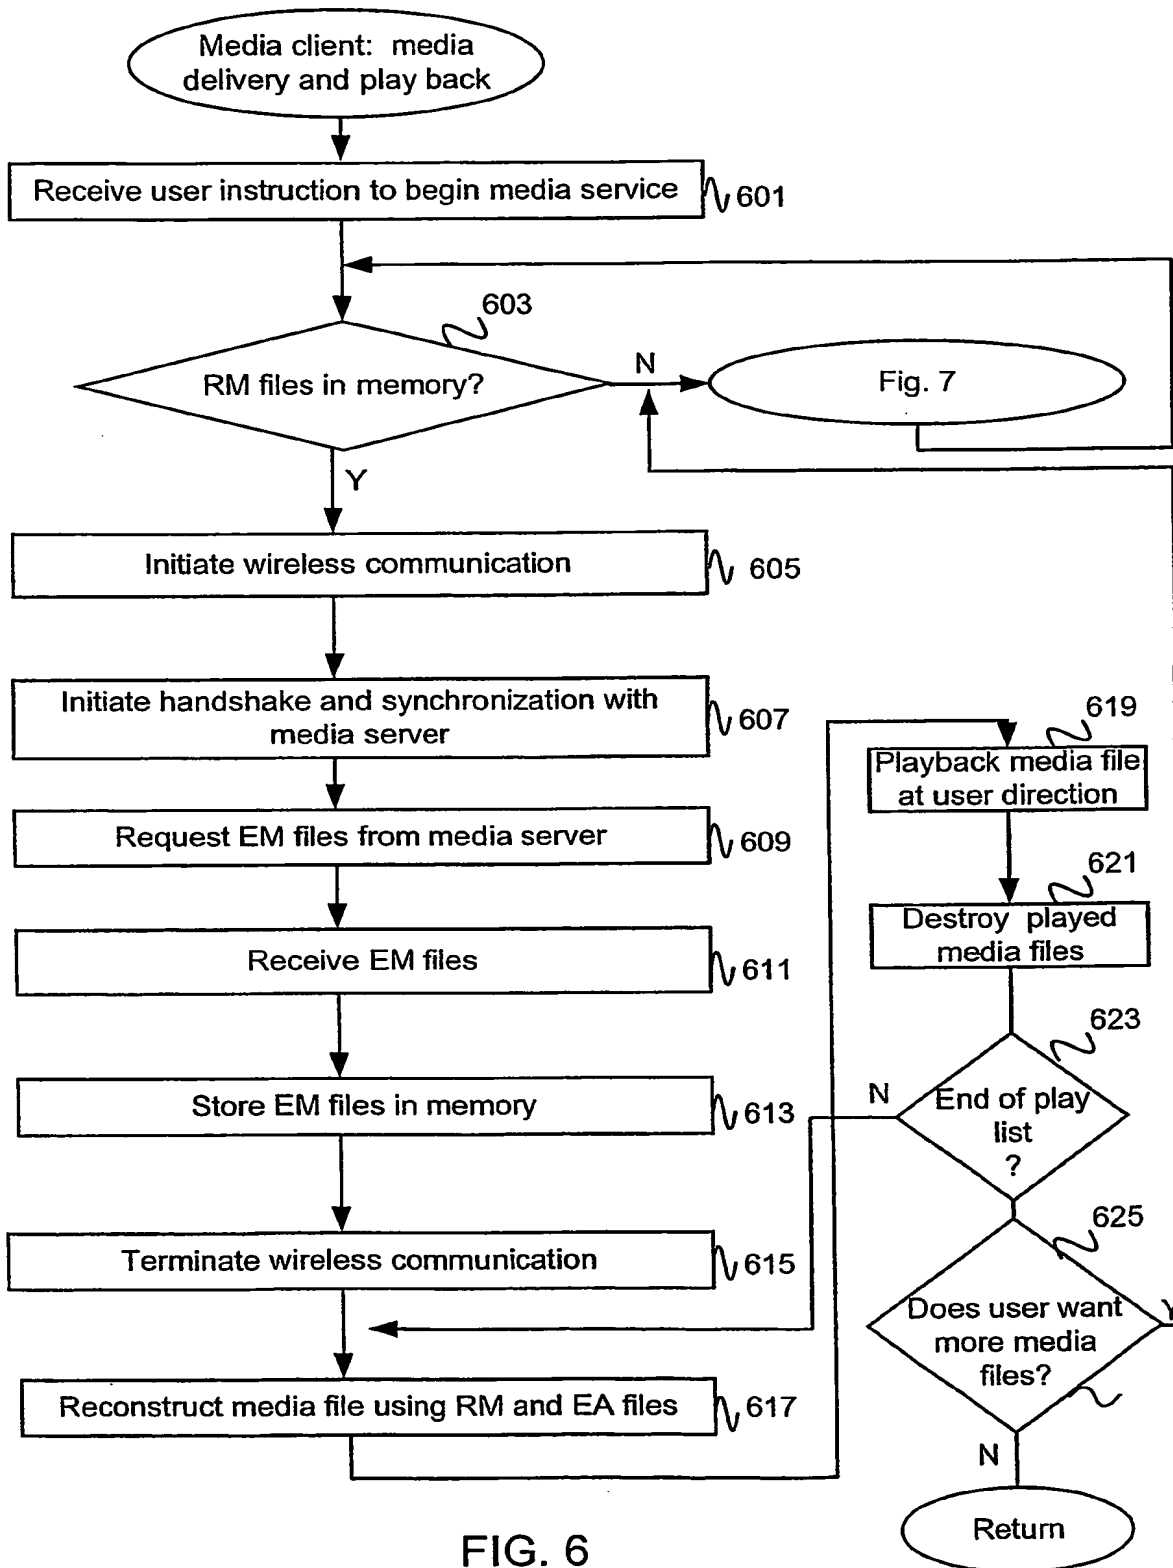 Media client: media
delivery and play back
Receive user instruction to begin media service
601
603
RM files in memory?
N
Fig. 7
Y
Initiate wireless communication
605
Initiate handshake and synchronization with
media server
607
Request EM files from media server
609
Receive EM files
611
Store EM files in memory
613
Terminate wireless communication
615
Reconstruct media file using RM and EA files
617
619
Playback media file
at user direction
621
Destroy played
media files
623
N
End of play
list
?
625
Does user want
more media
files?
Y
N
Return
FIG. 6